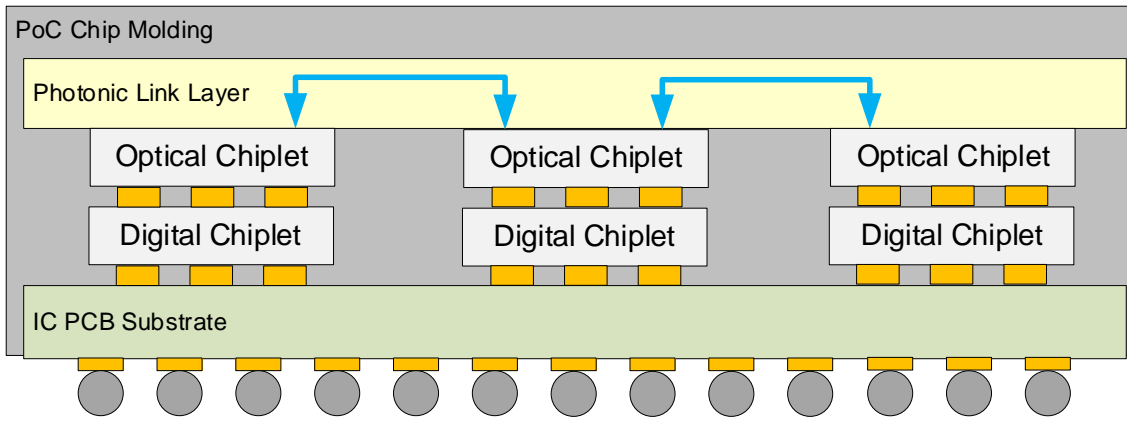 PoC Chip Molding
Photonic Link Layer
Optical Chiplet
Optical Chiplet
Optical Chiplet
Digital Chiplet
Digital Chiplet
Digital Chiplet
IC PCB Substrate